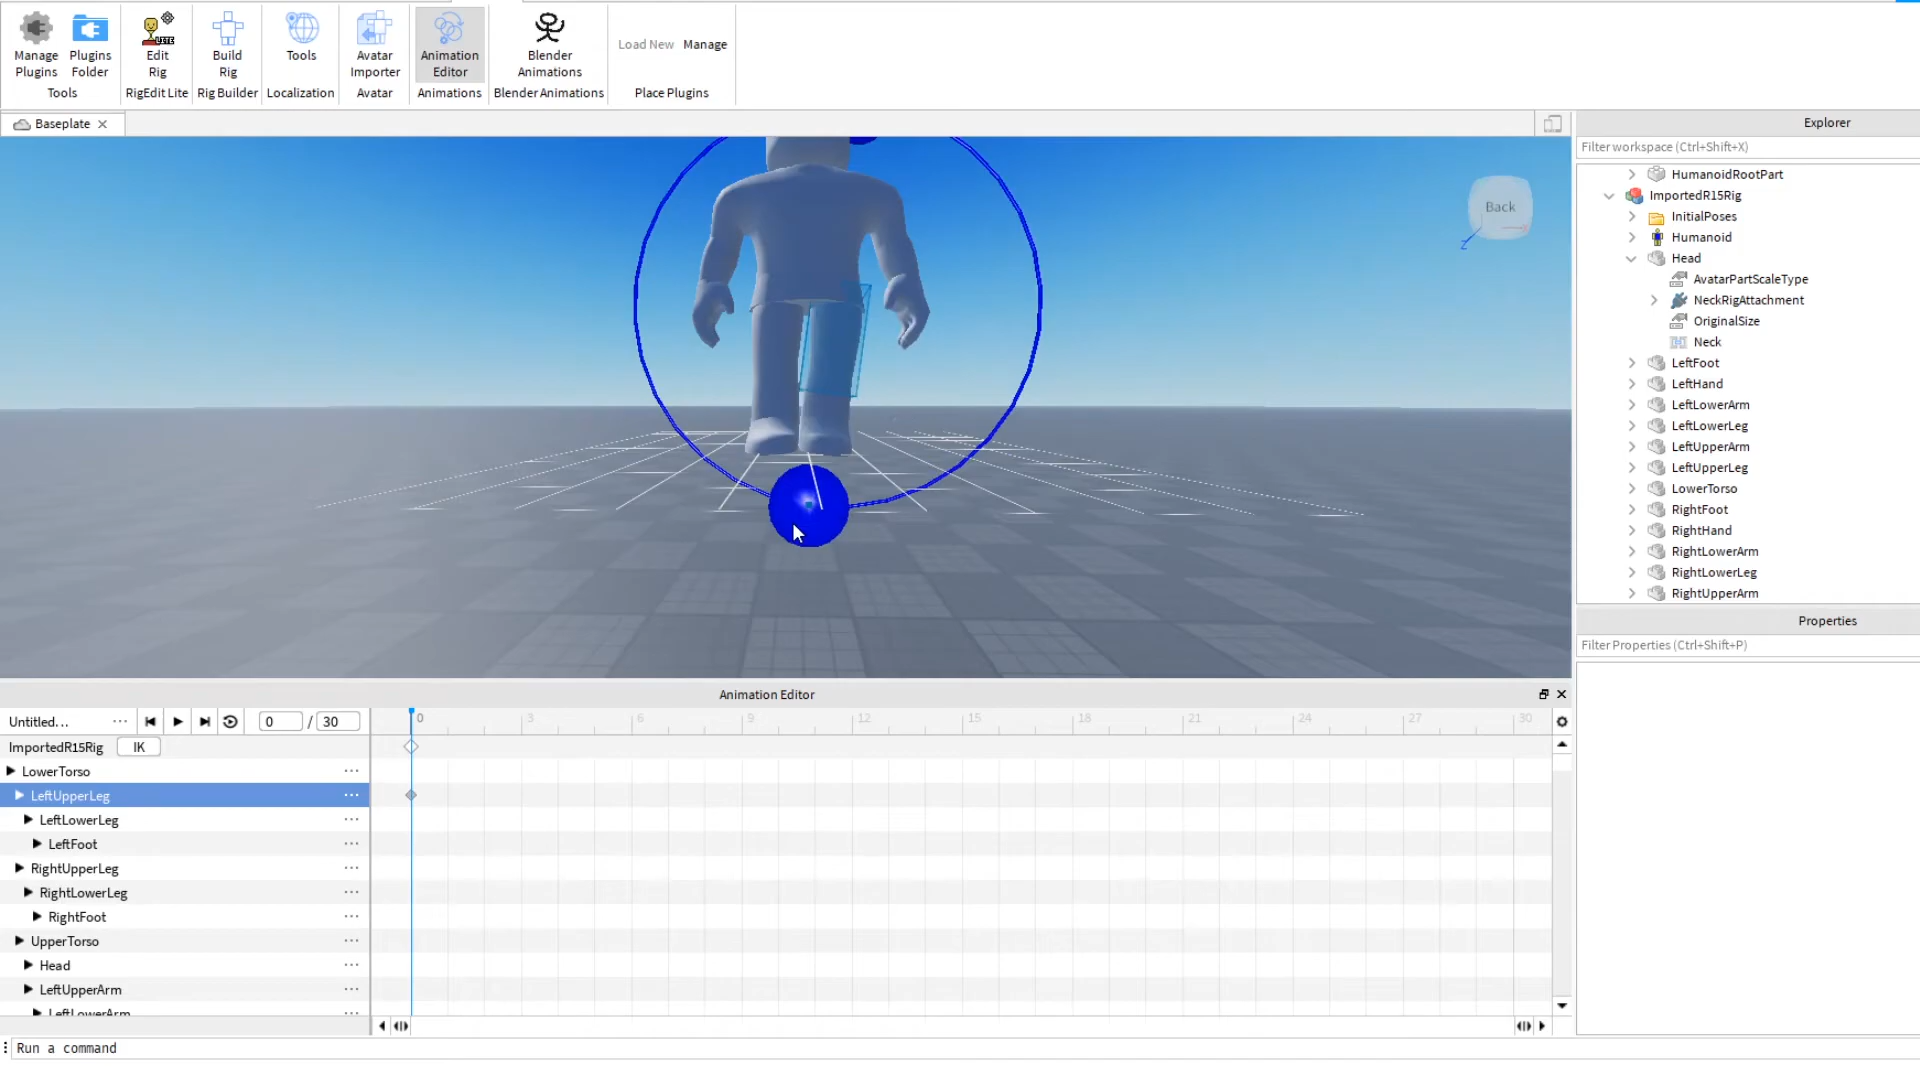 Manage Plugins
Plugins Folder
Tools
LITE
Edit Rig
RigEdit Lite
Build Rig
Rig Builder
Tools
Localization
Avatar Importer
Avatar
Animation Editor
Animations
Blender Animations
Blender Animations
Load New Manage
Place Plugins
Baseplate
Back
Z
Explorer
Filter workspace (Ctrl+Shift+X)
HumanoidRootPart
ImportedR15Rig
InitialPoses
Humanoid
Head
AvatarPartScaleType
NeckRigAttachment
OriginalSize
Neck
LeftFoot
LeftHand
LeftLowerArm
LeftLowerLeg
LeftUpperArm
LeftUpperLeg
LowerTorso
RightFoot
RightHand
RightLowerArm
RightLowerLeg
RightUpperArm
Properties
Filter Properties (Ctrl+Shift+P)
Animation Editor
Untitled... ··· 0 / 30 0 3 6 9 12 15 18 21 24 27 30
ImportedR15Rig IK
LowerTorso ···
LeftUpperLeg ···
LeftLowerLeg ···
LeftFoot ···
RightUpperLeg ···
RightLowerLeg ···
RightFoot ···
UpperTorso ···
Head ···
LeftUpperArm ···
LeftLowerArm ···
Run a command